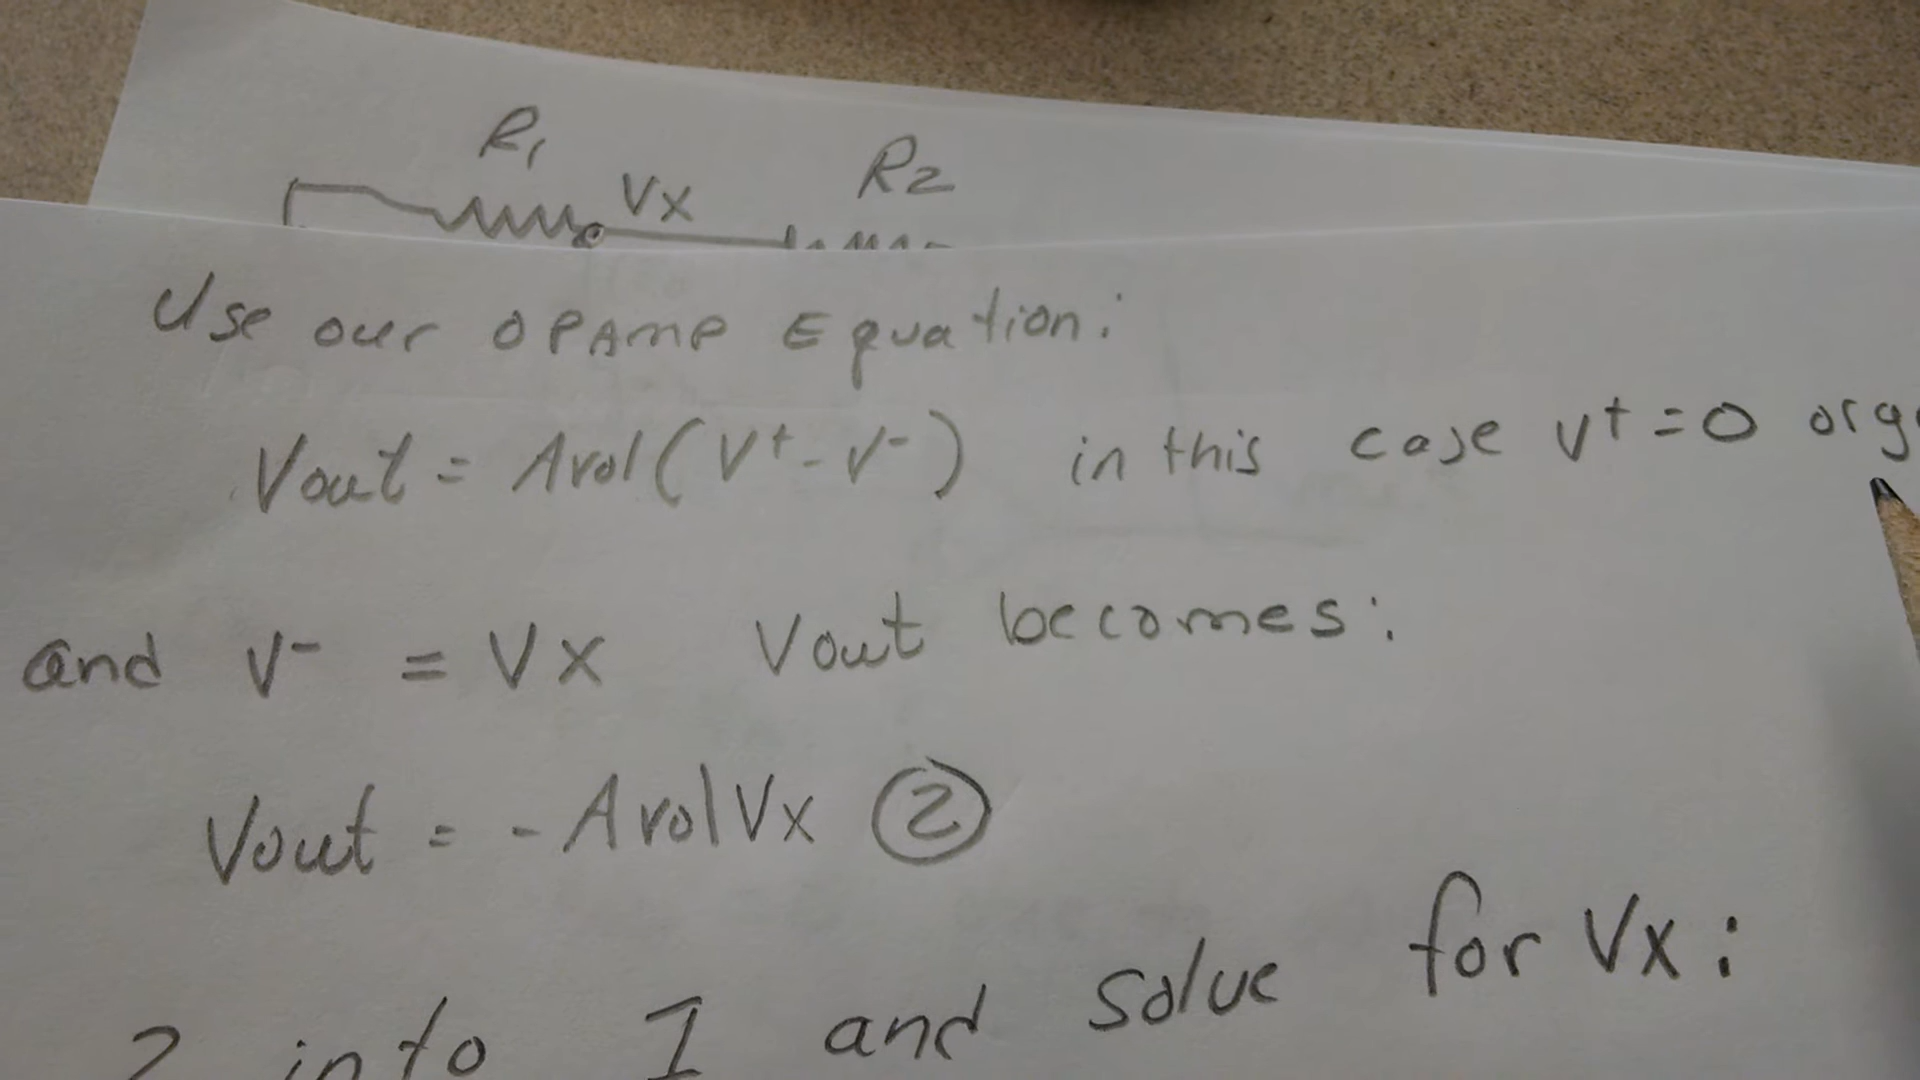 R1
Vx
R2
Use our OPAMP Equation:
Vout = Avol(V+ - V-) in this case V+ = 0 or g
and V- = Vx Vout becomes:
Vout = -AvolVx ②
2 into 1 and solve for Vx: